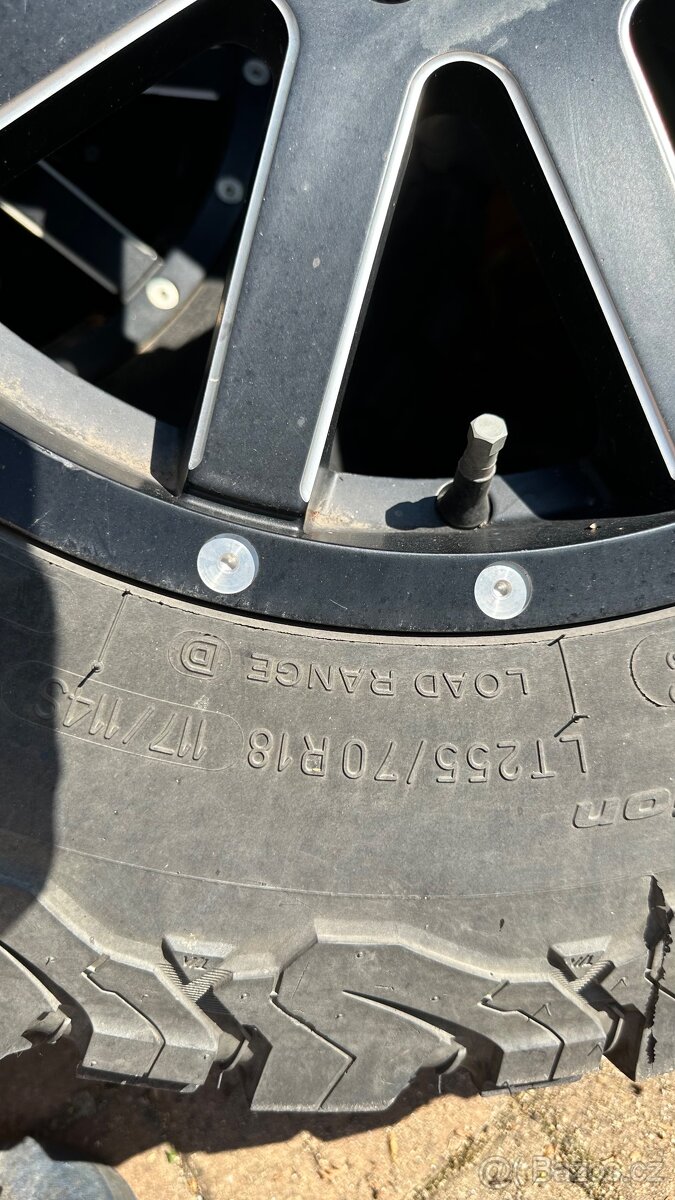 LOAD RANGE D
LT255/70R18 117/114S
T/A
T/A
Bazos.cz